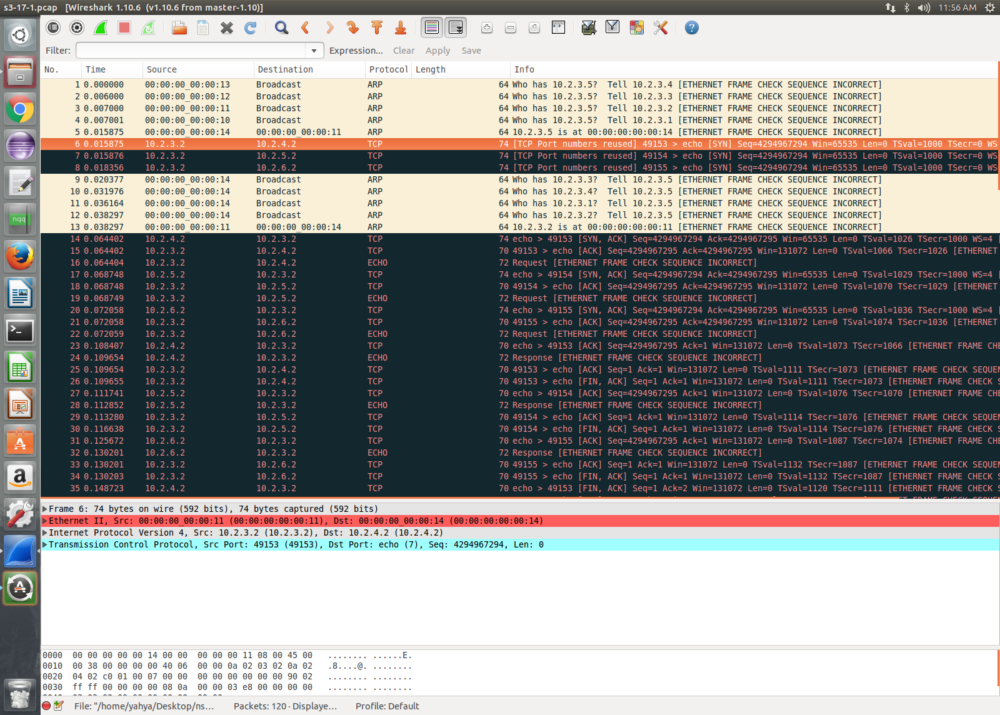 s3-17-1.pcap [Wireshark 1.10.6 (v1.10.6 from master-1.10)]
11:56 AM
Filter:
Expression... Clear Apply Save
No. Time Source Destination Protocol Length Info
1 0.000000 00:00:00_00:00:13 Broadcast ARP 64 Who has 10.2.3.5? Tell 10.2.3.4 [ETHERNET FRAME CHECK SEQUENCE INCORRECT]
2 0.006000 00:00:00_00:00:12 Broadcast ARP 64 Who has 10.2.3.5? Tell 10.2.3.3 [ETHERNET FRAME CHECK SEQUENCE INCORRECT]
3 0.007000 00:00:00_00:00:11 Broadcast ARP 64 Who has 10.2.3.5? Tell 10.2.3.2 [ETHERNET FRAME CHECK SEQUENCE INCORRECT]
4 0.007001 00:00:00_00:00:10 Broadcast ARP 64 Who has 10.2.3.5? Tell 10.2.3.1 [ETHERNET FRAME CHECK SEQUENCE INCORRECT]
5 0.015875 00:00:00_00:00:14 00:00:00_00:00:11 ARP 64 10.2.3.5 is at 00:00:00:00:00:14 [ETHERNET FRAME CHECK SEQUENCE INCORRECT]
6 0.015875 10.2.3.2 10.2.4.2 TCP 74 [TCP Port numbers reused] 49153 > echo [SYN] Seq=4294967294 Win=65535 Len=0 TSval=1000 TSecr=0 WS
7 0.015876 10.2.3.2 10.2.5.2 TCP 74 [TCP Port numbers reused] 49154 > echo [SYN] Seq=4294967294 Win=65535 Len=0 TSval=1000 TSecr=0 WS
8 0.018356 10.2.3.2 10.2.6.2 TCP 74 [TCP Port numbers reused] 49155 > echo [SYN] Seq=4294967294 Win=65535 Len=0 TSval=1000 TSecr=0 WS
9 0.020377 00:00:00_00:00:14 Broadcast ARP 64 Who has 10.2.3.3? Tell 10.2.3.5 [ETHERNET FRAME CHECK SEQUENCE INCORRECT]
10 0.031976 00:00:00_00:00:14 Broadcast ARP 64 Who has 10.2.3.4? Tell 10.2.3.5 [ETHERNET FRAME CHECK SEQUENCE INCORRECT]
11 0.036164 00:00:00_00:00:14 Broadcast ARP 64 Who has 10.2.3.1? Tell 10.2.3.5 [ETHERNET FRAME CHECK SEQUENCE INCORRECT]
12 0.038297 00:00:00_00:00:14 Broadcast ARP 64 Who has 10.2.3.2? Tell 10.2.3.5 [ETHERNET FRAME CHECK SEQUENCE INCORRECT]
13 0.038297 00:00:00_00:00:11 00:00:00_00:00:14 ARP 64 10.2.3.2 is at 00:00:00:00:00:11 [ETHERNET FRAME CHECK SEQUENCE INCORRECT]
14 0.064402 10.2.4.2 10.2.3.2 TCP 74 echo > 49153 [SYN, ACK] Seq=4294967294 Ack=4294967295 Win=65535 Len=0 TSval=1026 TSecr=1000 WS=4 [
15 0.064402 10.2.3.2 10.2.4.2 TCP 70 49153 > echo [ACK] Seq=4294967295 Ack=4294967295 Win=131072 Len=0 TSval=1066 TSecr=1026 [ETHERNET
16 0.064404 10.2.3.2 10.2.4.2 ECHO 72 Request [ETHERNET FRAME CHECK SEQUENCE INCORRECT]
17 0.068748 10.2.5.2 10.2.3.2 TCP 74 echo > 49154 [SYN, ACK] Seq=4294967294 Ack=4294967295 Win=65535 Len=0 TSval=1029 TSecr=1000 WS=4 [
18 0.068748 10.2.3.2 10.2.5.2 TCP 70 49154 > echo [ACK] Seq=4294967295 Ack=4294967295 Win=131072 Len=0 TSval=1070 TSecr=1029 [ETHERNET
19 0.068749 10.2.3.2 10.2.5.2 ECHO 72 Request [ETHERNET FRAME CHECK SEQUENCE INCORRECT]
20 0.072058 10.2.6.2 10.2.3.2 TCP 74 echo > 49155 [SYN, ACK] Seq=4294967294 Ack=4294967295 Win=65535 Len=0 TSval=1036 TSecr=1000 WS=4 [
21 0.072058 10.2.3.2 10.2.6.2 TCP 70 49155 > echo [ACK] Seq=4294967295 Ack=4294967295 Win=131072 Len=0 TSval=1074 TSecr=1036 [ETHERNET
22 0.072059 10.2.3.2 10.2.6.2 ECHO 72 Request [ETHERNET FRAME CHECK SEQUENCE INCORRECT]
23 0.108407 10.2.4.2 10.2.3.2 TCP 70 echo > 49153 [ACK] Seq=4294967295 Ack=1 Win=131072 Len=0 TSval=1073 TSecr=1066 [ETHERNET FRAME CHE
24 0.109654 10.2.4.2 10.2.3.2 ECHO 72 Response [ETHERNET FRAME CHECK SEQUENCE INCORRECT]
25 0.109654 10.2.3.2 10.2.4.2 TCP 70 49153 > echo [ACK] Seq=1 Ack=1 Win=131072 Len=0 TSval=1111 TSecr=1073 [ETHERNET FRAME CHECK SEQUEN
26 0.109655 10.2.3.2 10.2.4.2 TCP 70 49153 > echo [FIN, ACK] Seq=1 Ack=1 Win=131072 Len=0 TSval=1111 TSecr=1073 [ETHERNET FRAME CHECK S
27 0.111741 10.2.5.2 10.2.3.2 TCP 70 echo > 49154 [ACK] Seq=4294967295 Ack=1 Win=131072 Len=0 TSval=1076 TSecr=1070 [ETHERNET FRAME CHE
28 0.112852 10.2.5.2 10.2.3.2 ECHO 72 Response [ETHERNET FRAME CHECK SEQUENCE INCORRECT]
29 0.113280 10.2.3.2 10.2.5.2 TCP 70 49154 > echo [ACK] Seq=1 Ack=1 Win=131072 Len=0 TSval=1114 TSecr=1076 [ETHERNET FRAME CHECK SEQUEN
30 0.116638 10.2.3.2 10.2.5.2 TCP 70 49154 > echo [FIN, ACK] Seq=1 Ack=1 Win=131072 Len=0 TSval=1114 TSecr=1076 [ETHERNET FRAME CHECK S
31 0.125672 10.2.6.2 10.2.3.2 TCP 70 echo > 49155 [ACK] Seq=4294967295 Ack=1 Win=131072 Len=0 TSval=1087 TSecr=1074 [ETHERNET FRAME CHE
32 0.130201 10.2.6.2 10.2.3.2 ECHO 72 Response [ETHERNET FRAME CHECK SEQUENCE INCORRECT]
33 0.130201 10.2.3.2 10.2.6.2 TCP 70 49155 > echo [ACK] Seq=1 Ack=1 Win=131072 Len=0 TSval=1132 TSecr=1087 [ETHERNET FRAME CHECK SEQUEN
34 0.130203 10.2.3.2 10.2.6.2 TCP 70 49155 > echo [FIN, ACK] Seq=1 Ack=1 Win=131072 Len=0 TSval=1132 TSecr=1087 [ETHERNET FRAME CHECK S
35 0.148723 10.2.4.2 10.2.3.2 TCP 70 echo > 49153 [FIN, ACK] Seq=1 Ack=2 Win=131072 Len=0 TSval=1120 TSecr=1111 [ETHERNET FRAME CHECK S
Frame 6: 74 bytes on wire (592 bits), 74 bytes captured (592 bits)
Ethernet II, Src: 00:00:00_00:00:11 (00:00:00:00:00:11), Dst: 00:00:00_00:00:14 (00:00:00:00:00:14)
Internet Protocol Version 4, Src: 10.2.3.2 (10.2.3.2), Dst: 10.2.4.2 (10.2.4.2)
Transmission Control Protocol, Src Port: 49153 (49153), Dst Port: echo (7), Seq: 4294967294, Len: 0
0000 00 00 00 00 00 14 00 00 00 00 00 11 08 00 45 00 ........ ......E.
0010 00 38 00 00 00 00 40 06 00 00 0a 02 03 02 0a 02 .8....@. ........
0020 04 02 c0 01 00 07 00 00 00 00 00 00 00 00 90 02 ........ ........
0030 ff ff 00 00 00 00 08 0a 00 00 03 e8 00 00 00 00 ........ ........
File: "/home/yahya/Desktop/ns... Packets: 120 · Displaye... Profile: Default
nqq